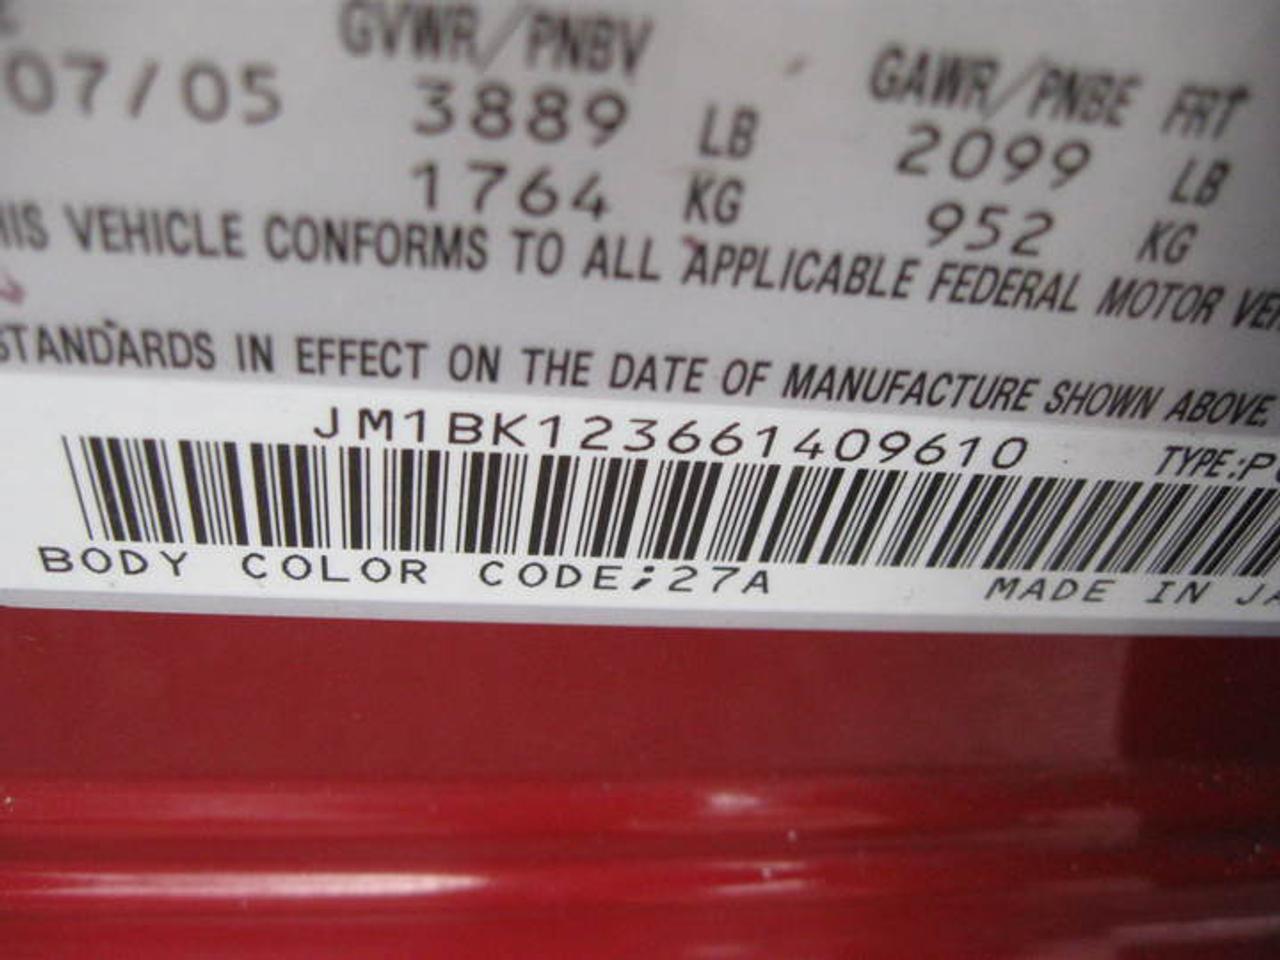 07/05 GVWR/PNBV GAWR/PNBE FRT
3889 LB 2099 LB
1764 KG 952 KG
HIS VEHICLE CONFORMS TO ALL APPLICABLE FEDERAL MOTOR VEH
STANDARDS IN EFFECT ON THE DATE OF MANUFACTURE SHOWN ABOVE.
JM1BK123661409610 TYPE:P
BODY COLOR CODE;27A MADE IN JA